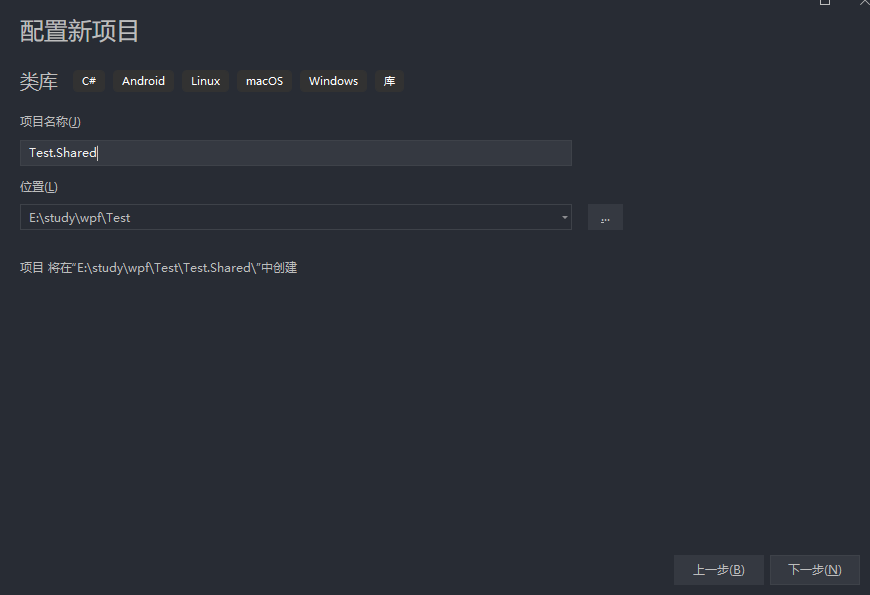 配置新项目
类库 C# Android Linux macOS Windows 库
项目名称(J)
Test.Shared
位置(L)
E:\study\wpf\Test
...
项目 将在"E:\study\wpf\Test\Test.Shared\"中创建
上一步(B) 下一步(N)